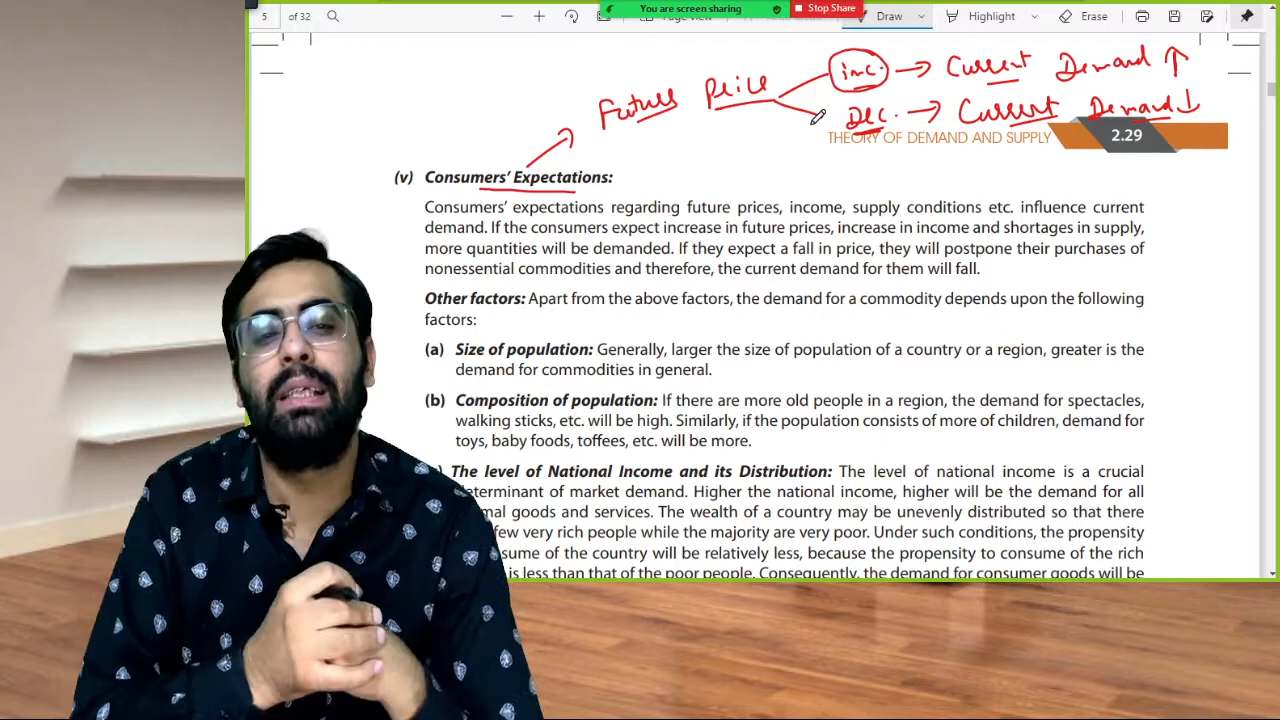 5 of 32
You are screen sharing Stop Share
Draw Highlight Erase
Future Price inc. → Current Demand ↑
Dec. → Current Demand ↓
THEORY OF DEMAND AND SUPPLY 2.29
(v) Consumers' Expectations:
Consumers' expectations regarding future prices, income, supply conditions etc. influence current
demand. If the consumers expect increase in future prices, increase in income and shortages in supply,
more quantities will be demanded. If they expect a fall in price, they will postpone their purchases of
nonessential commodities and therefore, the current demand for them will fall.
Other factors: Apart from the above factors, the demand for a commodity depends upon the following
factors:
(a) Size of population: Generally, larger the size of population of a country or a region, greater is the
demand for commodities in general.
(b) Composition of population: If there are more old people in a region, the demand for spectacles,
walking sticks, etc. will be high. Similarly, if the population consists of more of children, demand for
toys, baby foods, toffees, etc. will be more.
The level of National Income and its Distribution: The level of national income is a crucial
determinant of market demand. Higher the national income, higher will be the demand for all
goods and services. The wealth of a country may be unevenly distributed so that there
few very rich people while the majority are very poor. Under such conditions, the propensity
of the country will be relatively less, because the propensity to consume of the rich
is less than that of the poor people. Consequently, the demand for consumer goods will be